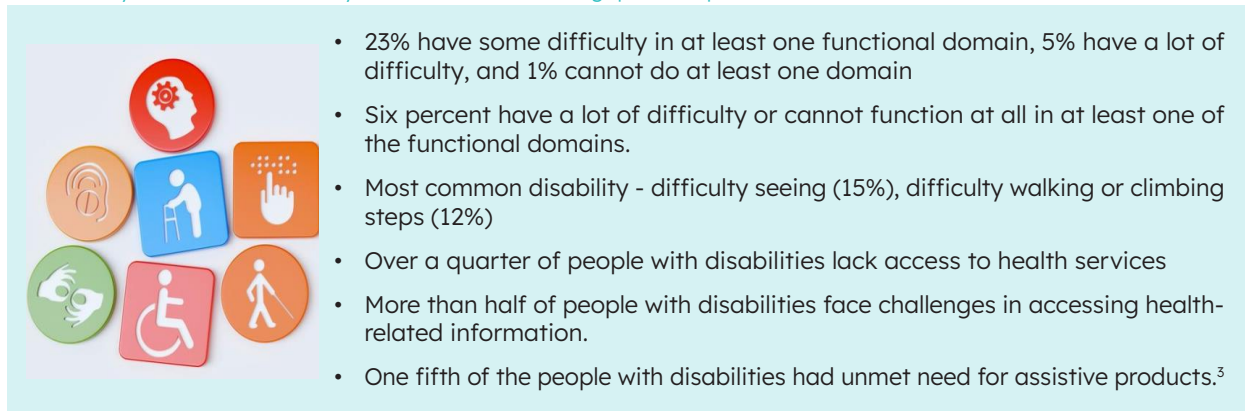 • 23% have some difficulty in at least one functional domain, 5% have a lot of
difficulty, and 1% cannot do at least one domain
• Six percent have a lot of difficulty or cannot function at all in at least one of
the functional domains.
• Most common disability - difficulty seeing (15%), difficulty walking or climbing
steps (12%)
• Over a quarter of people with disabilities lack access to health services
• More than half of people with disabilities face challenges in accessing health-
related information.
• One fifth of the people with disabilities had unmet need for assistive products.³